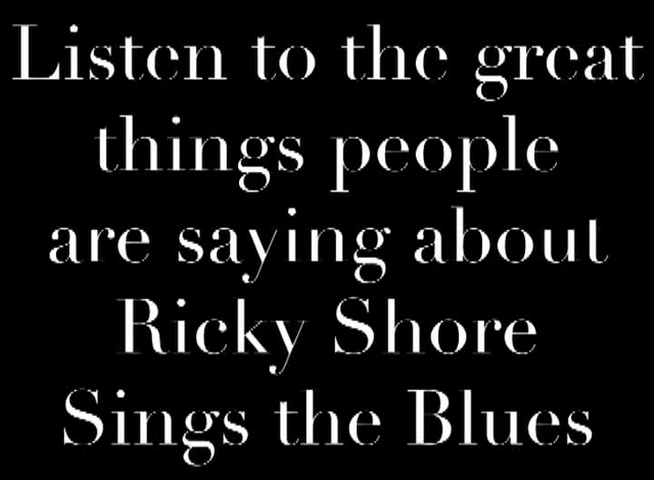 Listen to the great
things people
are saying about
Ricky Shore
Sings the Blues